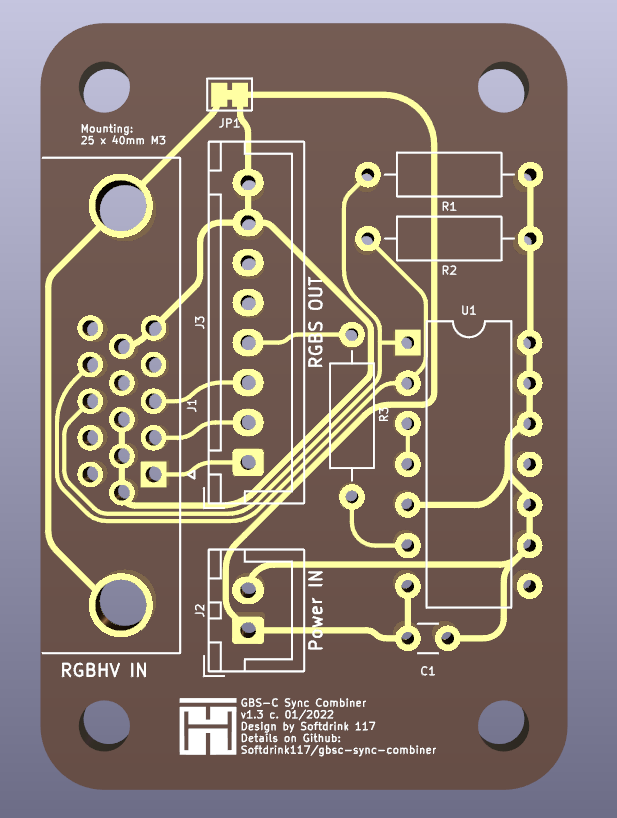 Mounting:
25 x 40mm M3
JP1
R1
R2
U1
J3
RGBS OUT
J1
R3
J2
Power IN
C1
RGBHV IN
GBS-C Sync Combiner
v1.3 c. 01/2022
Design by Softdrink 117
Details on Github:
Softdrink117/gbsc-sync-combiner